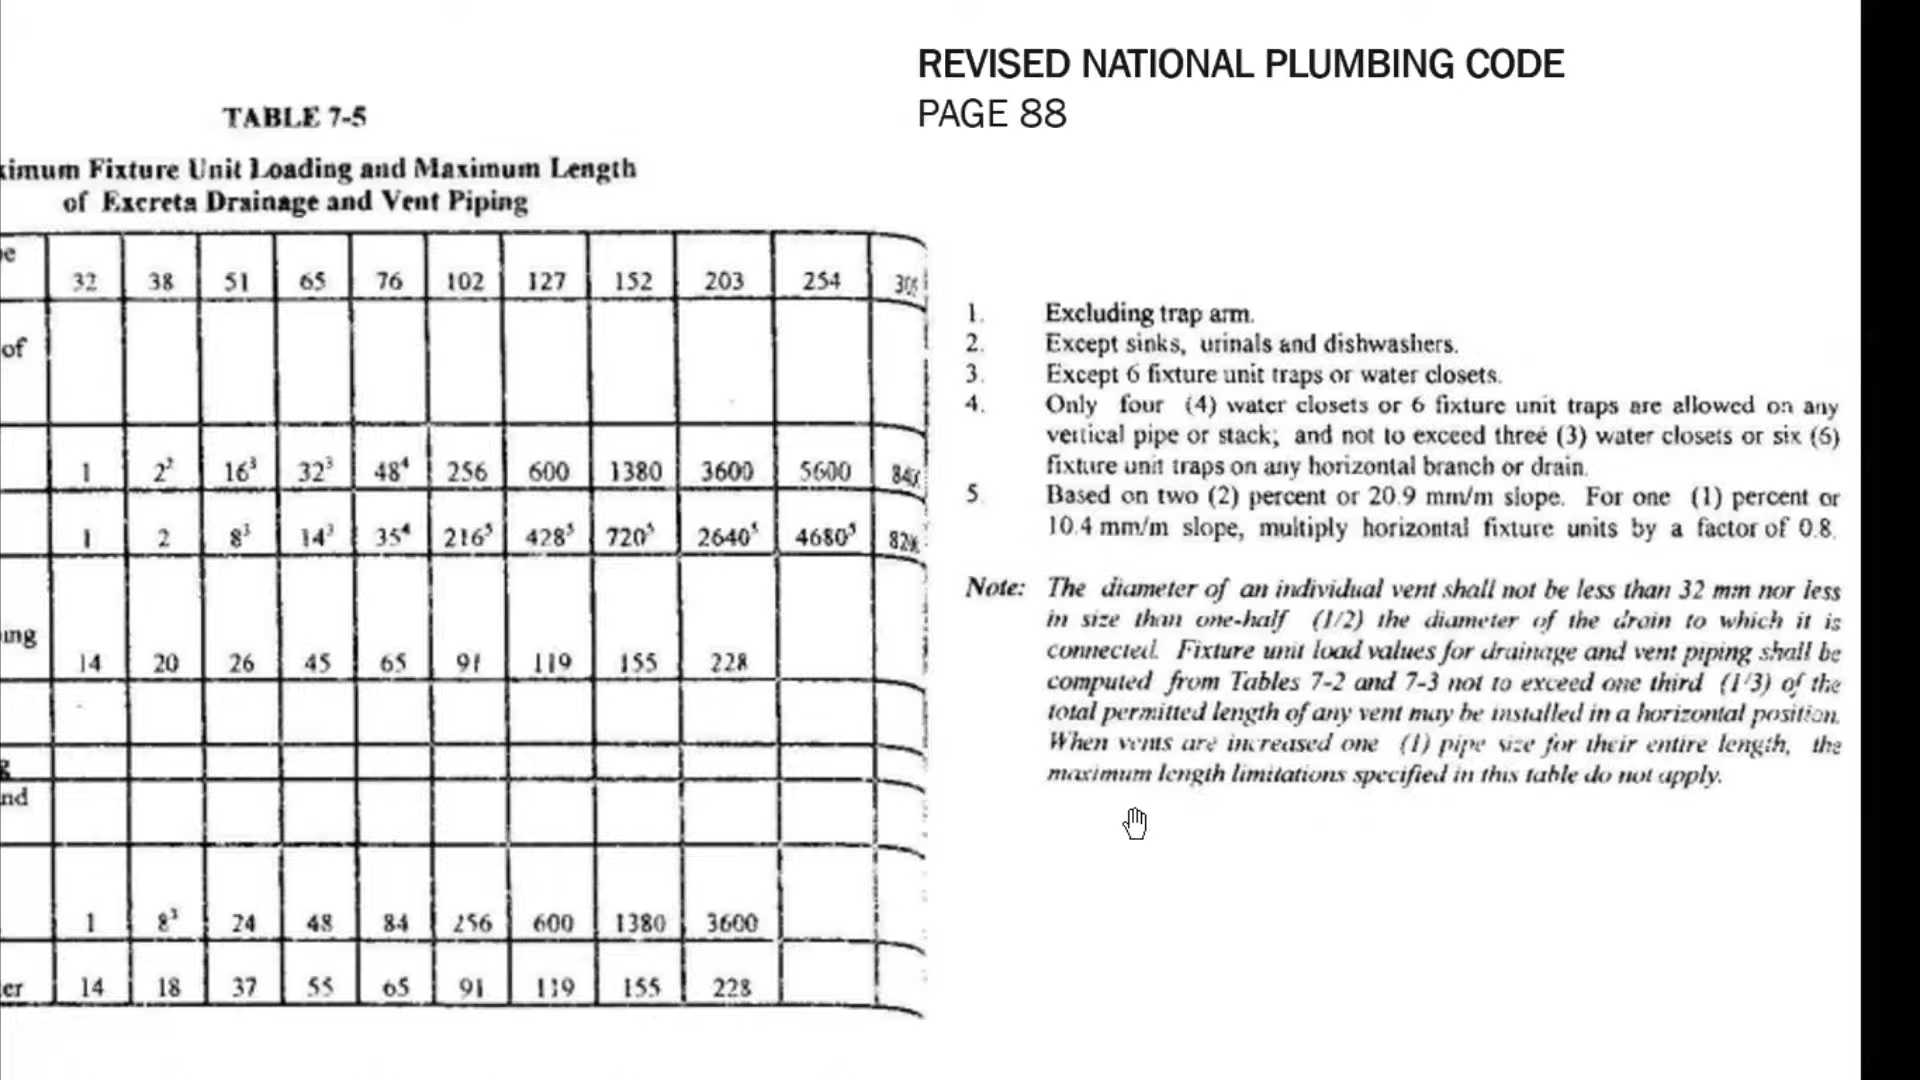 REVISED NATIONAL PLUMBING CODE
PAGE 88
TABLE 7-5
Fixture Unit Loading and Maximum Length
of Excreta Drainage and Vent Piping
32 38 51 65 76 102 127 152 203 254
of
1 2² 16³ 32³ 48⁴ 256 600 1380 3600 5600
1 2 8³ 14³ 35⁴ 216⁵ 428⁵ 720⁵ 2640⁵ 4680⁵
14 20 26 45 65 91 119 155 228
1 8³ 24 48 84 256 600 1380 3600
14 18 37 55 65 91 119 155 228
1. Excluding trap arm.
2. Except sinks, urinals and dishwashers.
3. Except 6 fixture unit traps or water closets.
4. Only four (4) water closets or 6 fixture unit traps are allowed on any
vertical pipe or stack; and not to exceed three (3) water closets or six (6)
fixture unit traps on any horizontal branch or drain.
5. Based on two (2) percent or 20.9 mm/m slope. For one (1) percent or
10.4 mm/m slope, multiply horizontal fixture units by a factor of 0.8.
Note: The diameter of an individual vent shall not be less than 32 mm nor less
in size than one-half (1/2) the diameter of the drain to which it is
connected. Fixture unit load values for drainage and vent piping shall be
computed from Tables 7-2 and 7-3 not to exceed one third (1/3) of the
total permitted length of any vent may be installed in a horizontal position.
When vents are increased one (1) pipe size for their entire length, the
maximum length limitations specified in this table do not apply.